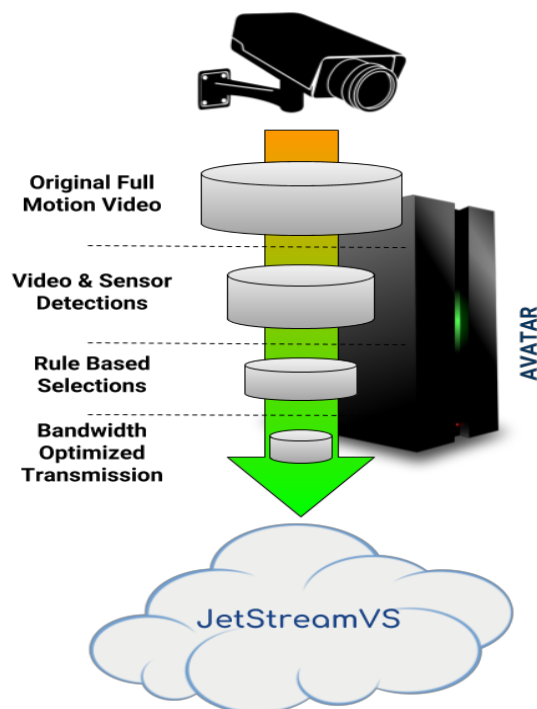 Original Full
Motion Video
Video & Sensor
Detections
AVATAR
Rule Based
Selections
Bandwidth
Optimized
Transmission
JetStreamVS